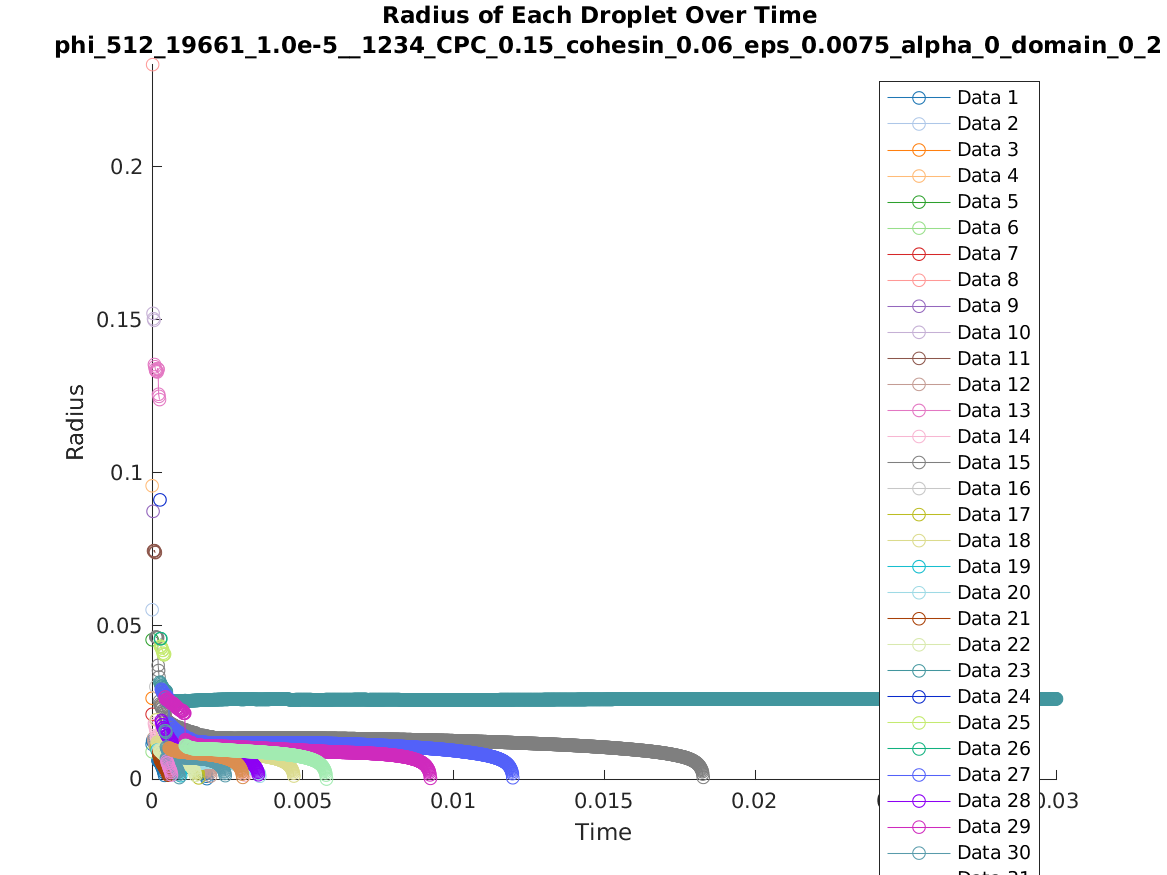 Radius of Each Droplet Over Time
phi_512_19661_1.0e-5__1234_CPC_0.15_cohesin_0.06_eps_0.0075_alpha_0_domain_0_2
0.2
0.15
0.1
0.05
0
Radius
0
0.005
0.01
0.015
0.02
0.03
Time
Data 1
Data 2
Data 3
Data 4
Data 5
Data 6
Data 7
Data 8
Data 9
Data 10
Data 11
Data 12
Data 13
Data 14
Data 15
Data 16
Data 17
Data 18
Data 19
Data 20
Data 21
Data 22
Data 23
Data 24
Data 25
Data 26
Data 27
Data 28
Data 29
Data 30